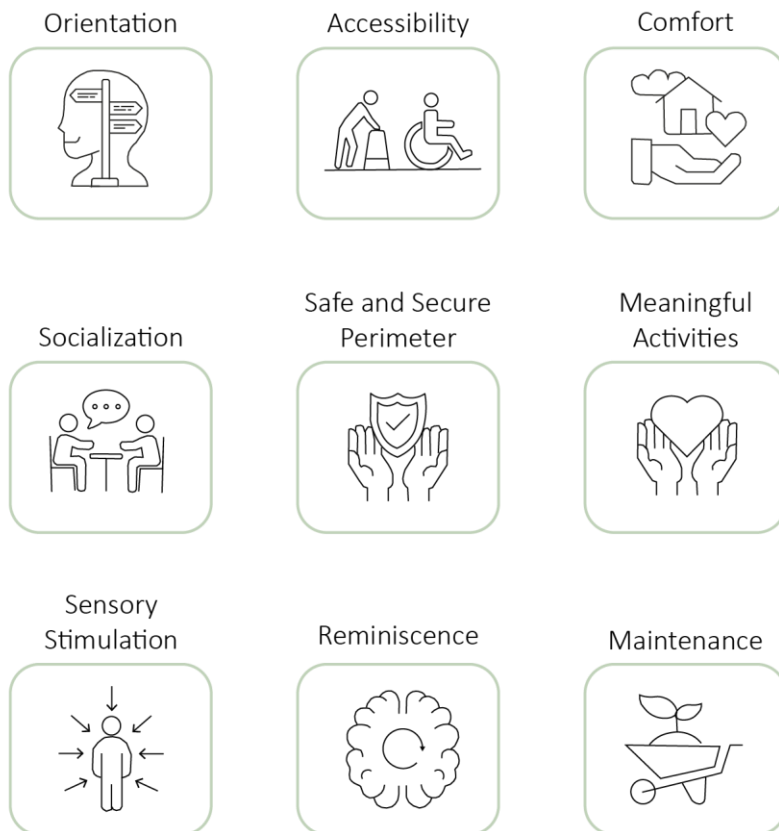 Orientation
Accessibility
Comfort
Socialization
Safe and Secure
Perimeter
Meaningful
Activities
Sensory
Stimulation
Reminiscence
Maintenance